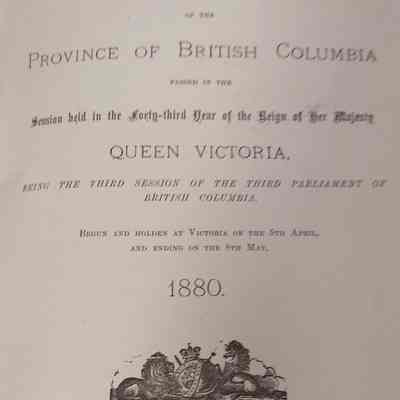 OF THE
PROVINCE OF BRITISH COLUMBIA
PASSED IN THE
Session held in the Forty-third Year of the Reign of Her Majesty
QUEEN VICTORIA,
BEING THE THIRD SESSION OF THE THIRD PARLIAMENT OF
BRITISH COLUMBIA.
BEGUN AND HOLDEN AT VICTORIA ON THE 5TH APRIL,
AND ENDING ON THE 8TH MAY,
1880.